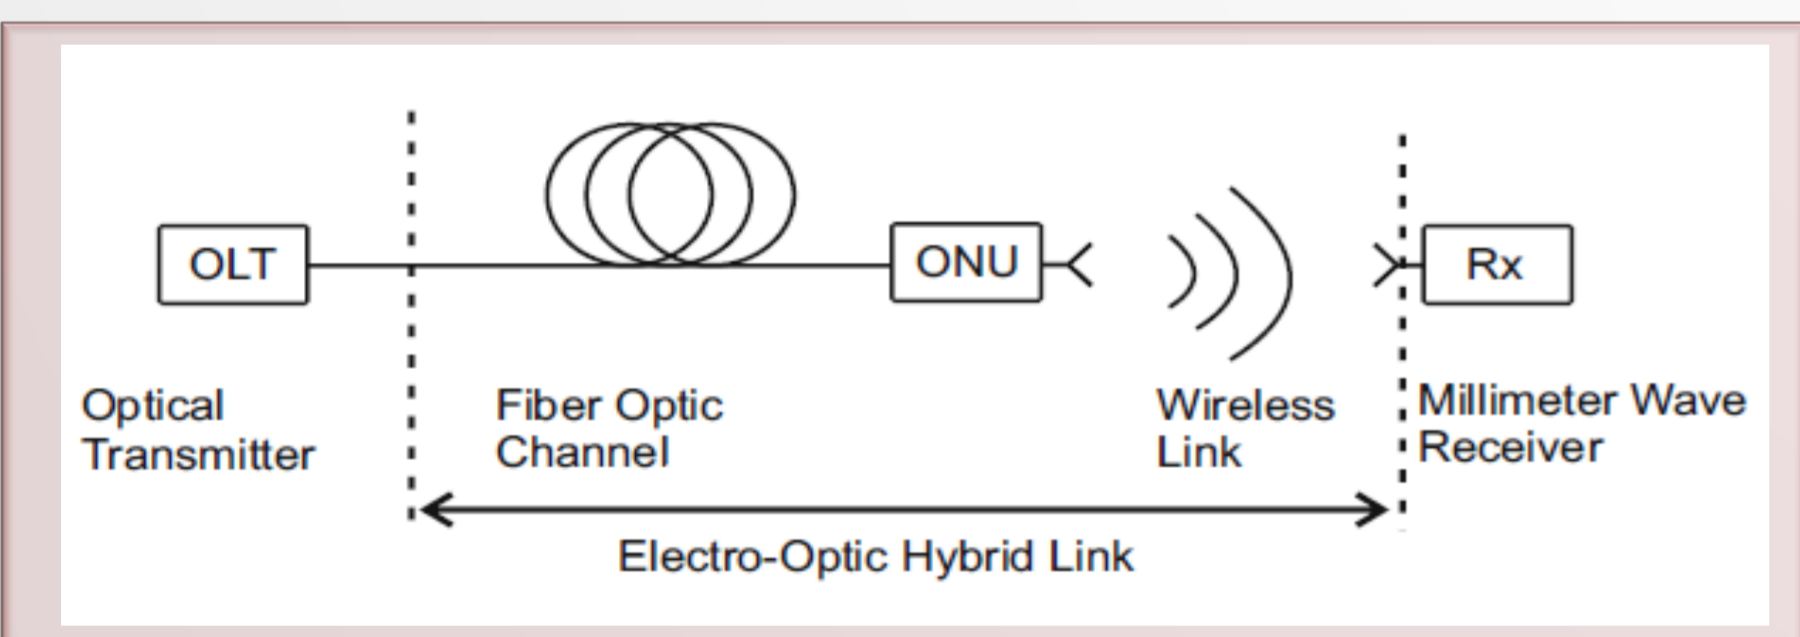 OLT
ONU
Rx
Optical
Transmitter
Fiber Optic
Channel
Wireless
Link
Millimeter Wave
Receiver
Electro-Optic Hybrid Link